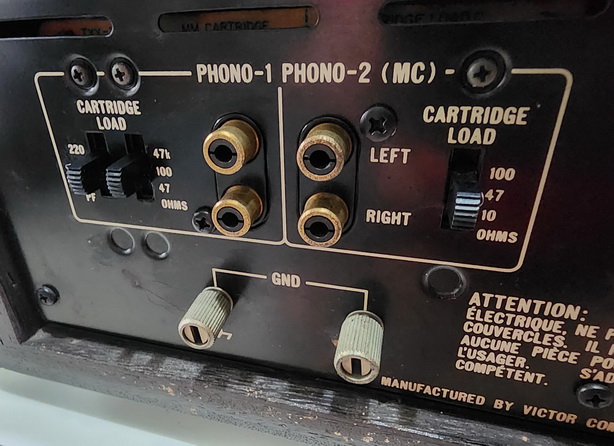 MM CARTRIDGE
PHONO-1 PHONO-2 (MC)
CARTRIDGE
LOAD
220
PF
47k
100
47
OHMS
LEFT
RIGHT
CARTRIDGE
LOAD
100
47
10
OHMS
GND
ATTENTION:
ÉLECTRIQUE, NE
COUVERCLES. IL
AUCUNE PIÈCE
L'USAGER.
COMPÉTENT.
MANUFACTURED BY VICTOR